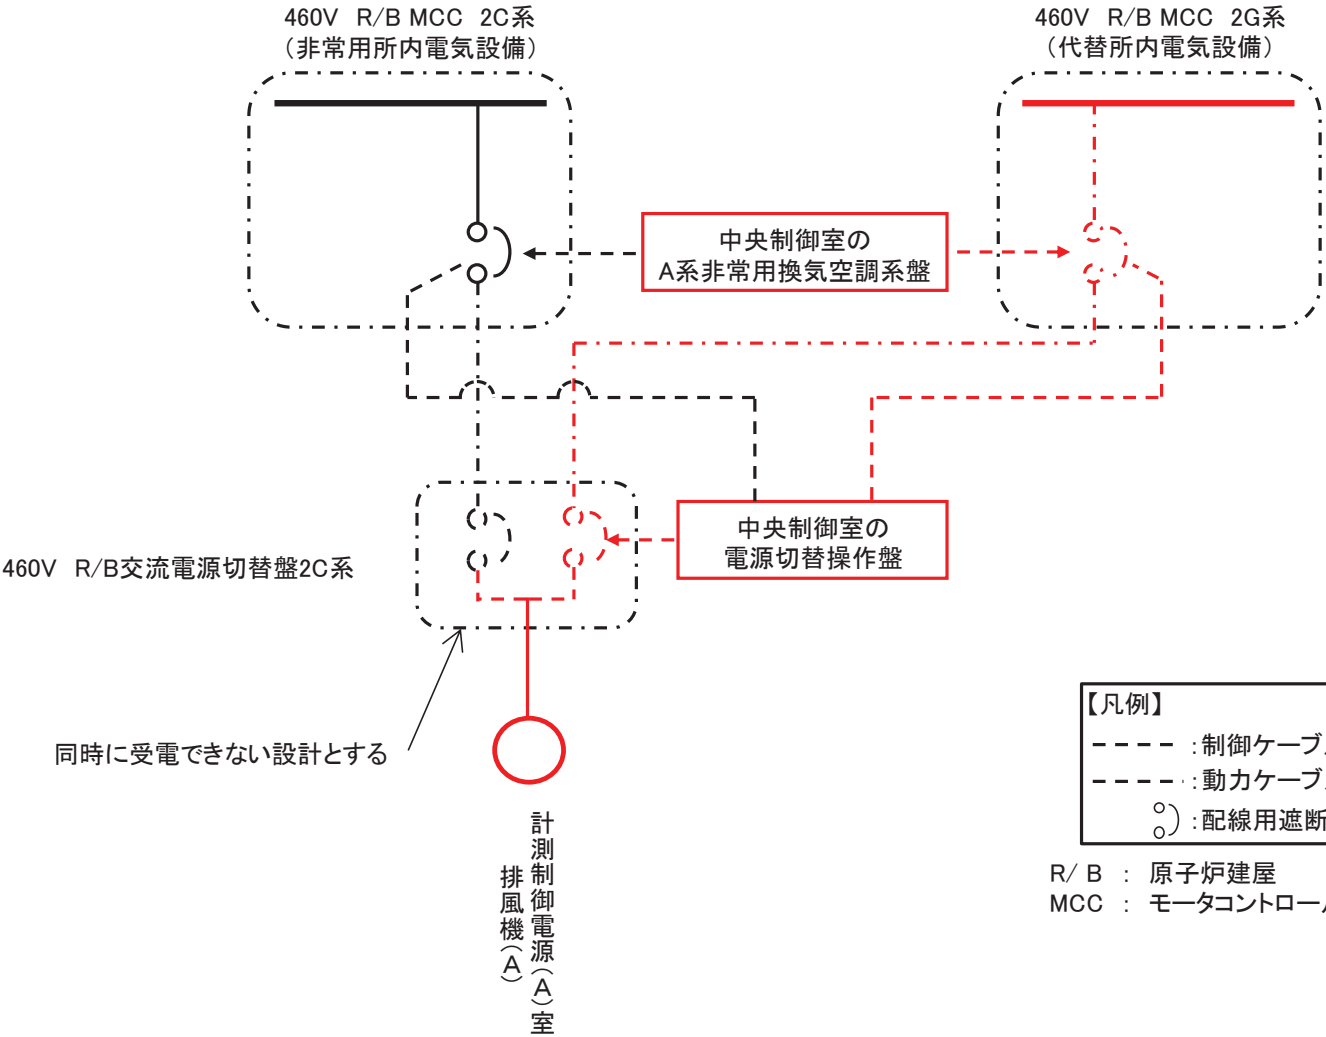 460V R/B MCC 2C系
（非常用所内電気設備）
460V R/B MCC 2G系
（代替所内電気設備）
中央制御室の
A系非常用換気空調系盤
中央制御室の
電源切替操作盤
460V R/B交流電源切替盤2C系
同時に受電できない設計とする
計測制御電源（A）室
排風機（A）
【凡例】
：制御ケーブ
：動力ケーブ
：配線用遮断
R/ B ： 原子炉建屋
MCC ： モータコントロー